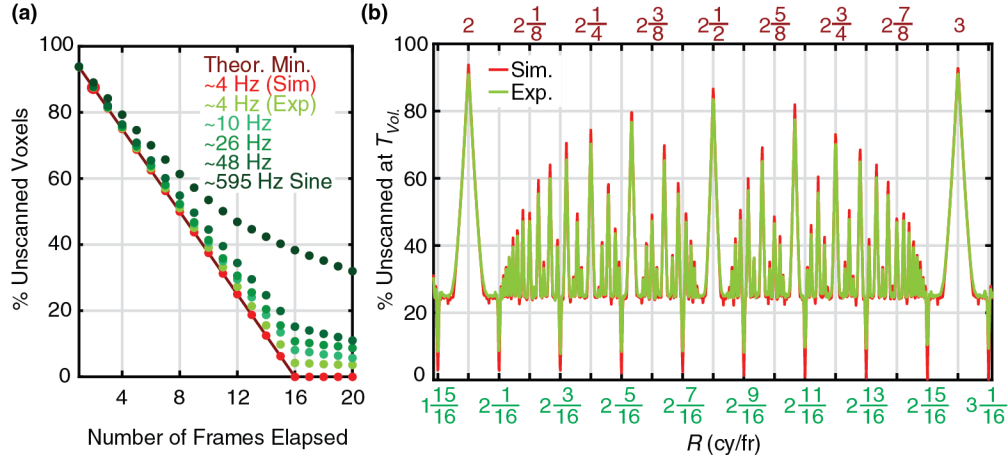 (a)
% Unscanned Voxels
100
80
60
40
20
0
4
8
12
16
20
Number of Frames Elapsed
Theor. Min.
~4 Hz (Sim)
~4 Hz (Exp)
~10 Hz
~26 Hz
~48 Hz
~595 Hz Sine
(b)
2
2 1/8
2 1/4
2 3/8
2 1/2
2 5/8
2 3/4
2 7/8
3
% Unscanned at T_Vol.
100
80
60
40
20
0
Sim.
Exp.
1 15/16
2 1/16
2 3/16
2 5/16
2 7/16
2 9/16
2 11/16
2 13/16
2 15/16
3 1/16
R (cy/fr)